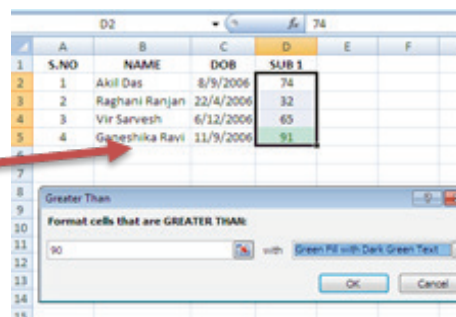 D2 fx 74
A B C D E F
1 S.NO NAME DOB SUB 1
2 1 Akil Das 8/9/2006 74
3 2 Raghani Ranjan 22/4/2006 32
4 3 Vir Sarvesh 6/12/2006 65
5 4 Ganeshika Ravi 11/9/2006 91
6
7
8 Greater Than
9 Format cells that are GREATER THAN:
10
11 90 with Green Fill with Dark Green Text
12
13 OK Cancel
14
15